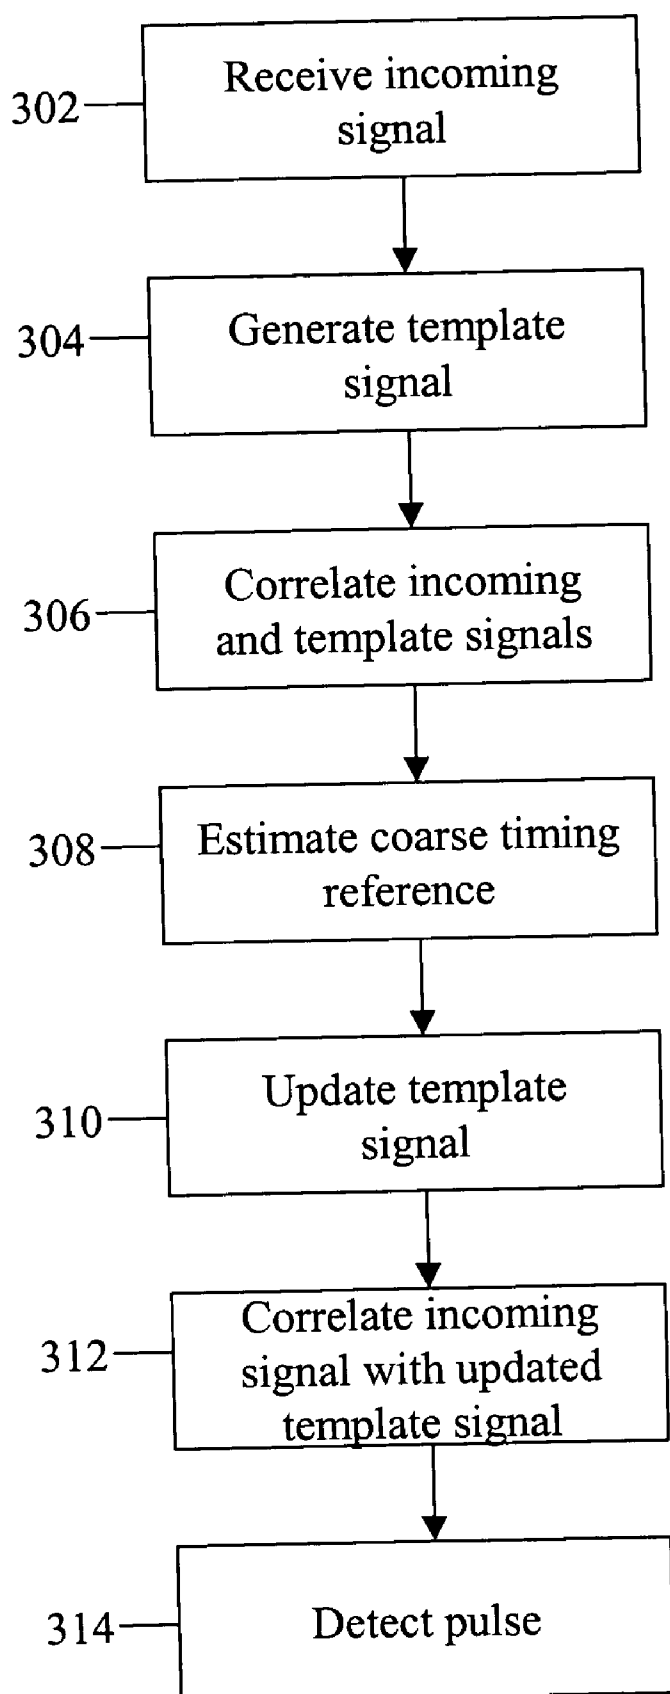 302
Receive incoming
signal
304
Generate template
signal
306
Correlate incoming
and template signals
308
Estimate coarse timing
reference
310
Update template
signal
312
Correlate incoming
signal with updated
template signal
314
Detect pulse